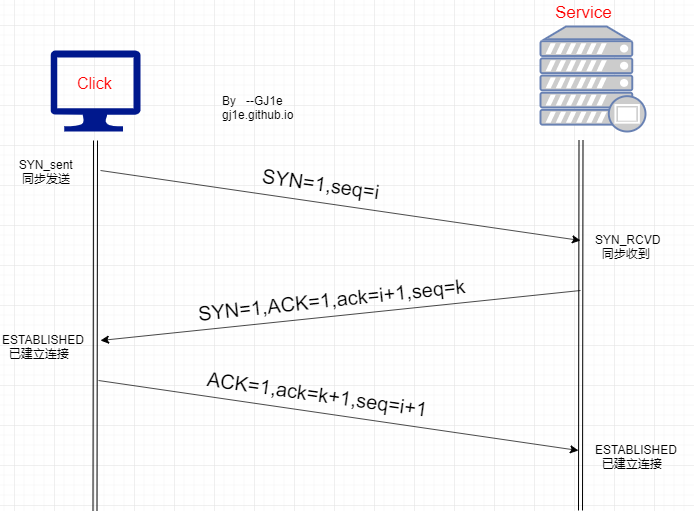 Service
Click
By --GJ1e
gj1e.github.io
SYN_sent
同步发送
SYN=1,seq=i
SYN_RCVD
同步收到
SYN=1,ACK=1,ack=i+1,seq=k
ESTABLISHED
已建立连接
ACK=1,ack=k+1,seq=i+1
ESTABLISHED
已建立连接